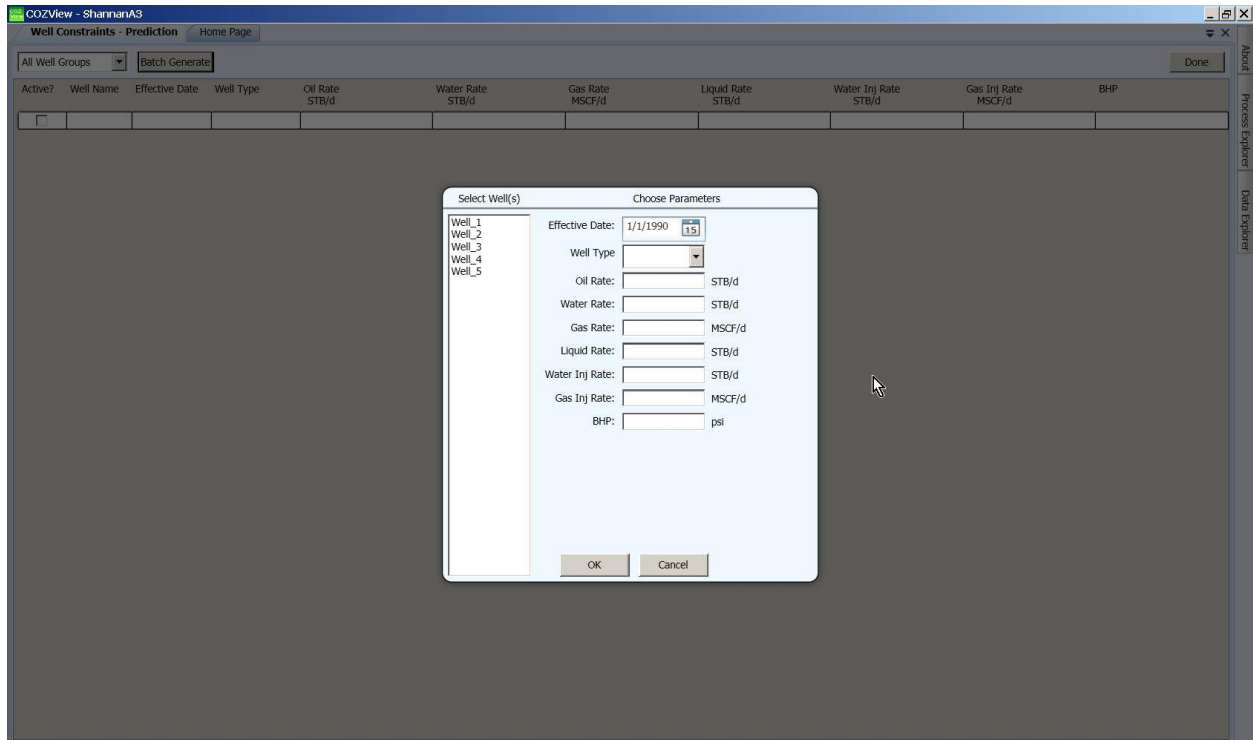 COZ View COZView - ShannanA3
Well Constraints - Prediction Home Page
All Well Groups Batch Generate Done
Active? Well Name Effective Date Well Type Oil Rate STB/d Water Rate STB/d Gas Rate MSCF/d Liquid Rate STB/d Water Inj Rate STB/d Gas Inj Rate MSCF/d BHP
About
Process Explorer
Data Explorer
Select Well(s) Choose Parameters
Well_1
Well_2
Well_3
Well_4
Well_5
Effective Date: 1/1/1990 15
Well Type
Oil Rate: STB/d
Water Rate: STB/d
Gas Rate: MSCF/d
Liquid Rate: STB/d
Water Inj Rate: STB/d
Gas Inj Rate: MSCF/d
BHP: psi
OK Cancel